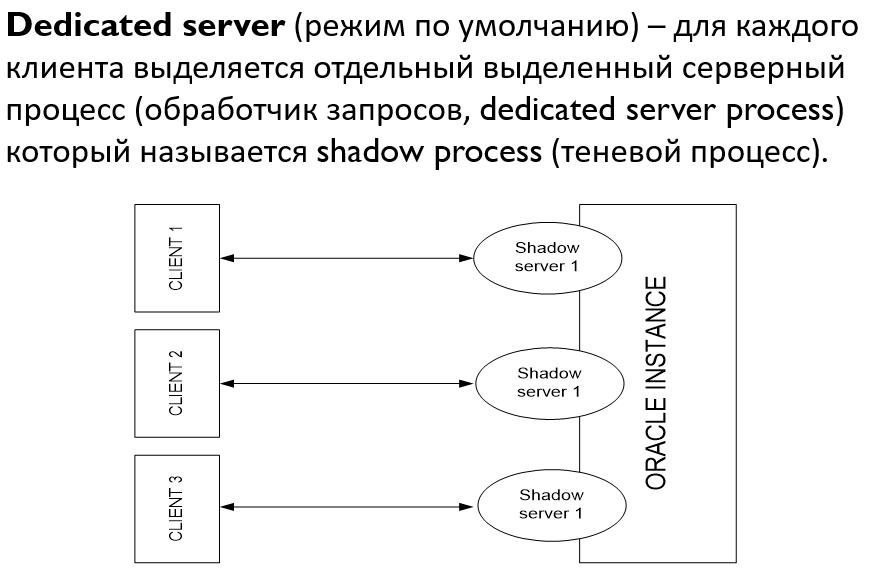 Dedicated server (режим по умолчанию) – для каждого
клиента выделяется отдельный выделенный серверный
процесс (обработчик запросов, dedicated server process)
который называется shadow process (теневой процесс).
CLIENT 1
Shadow
server 1
CLIENT 2
Shadow
server 1
CLIENT 3
Shadow
server 1
ORACLE INSTANCE